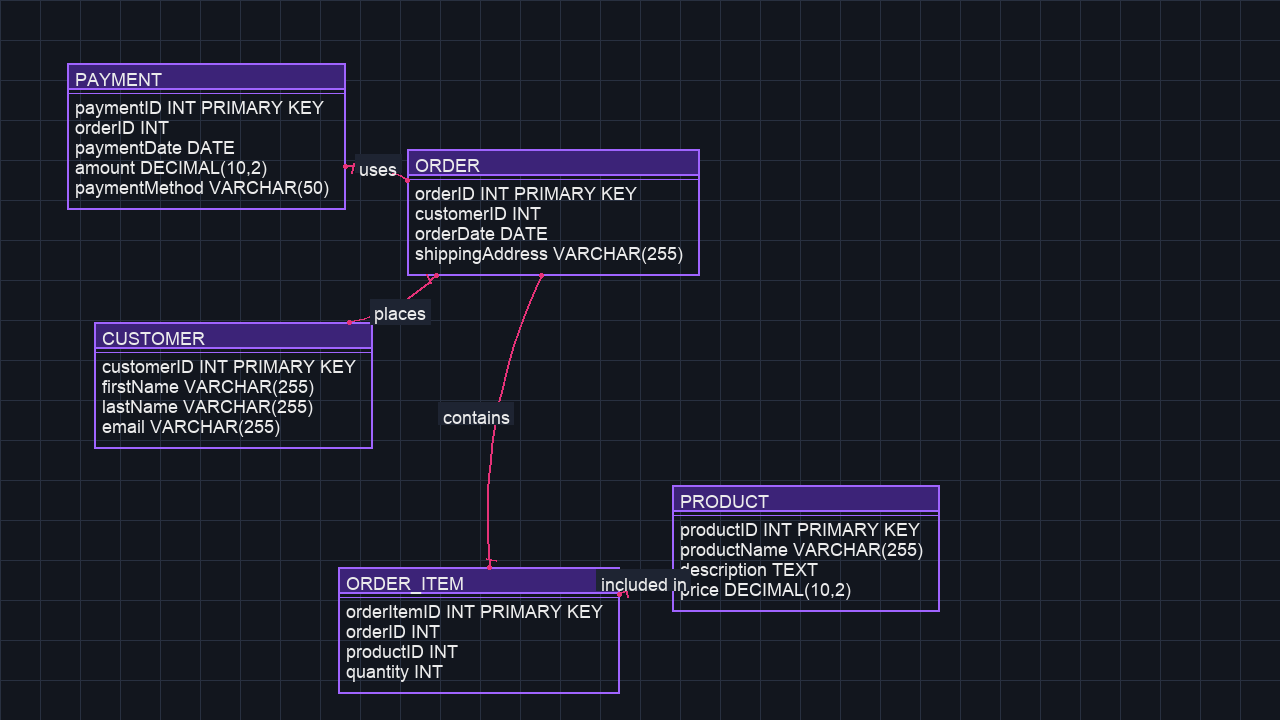 PAYMENT
paymentID INT PRIMARY KEY
orderID INT
paymentDate DATE
amount DECIMAL(10,2)
paymentMethod VARCHAR(50)
uses
ORDER
orderID INT PRIMARY KEY
customerID INT
orderDate DATE
shippingAddress VARCHAR(255)
places
CUSTOMER
customerID INT PRIMARY KEY
firstName VARCHAR(255)
lastName VARCHAR(255)
email VARCHAR(255)
contains
PRODUCT
productID INT PRIMARY KEY
productName VARCHAR(255)
description TEXT
price DECIMAL(10,2)
included in
ORDER_ITEM
orderItemID INT PRIMARY KEY
orderID INT
productID INT
quantity INT